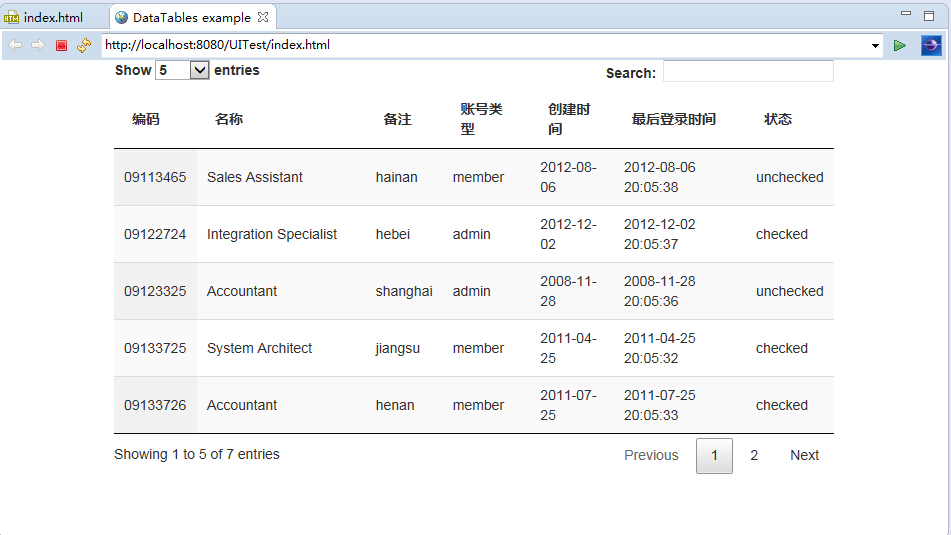 index.html DataTables example
http://localhost:8080/UITest/index.html
Show 5 entries Search:
编码 名称 备注 账号类型 创建时间 最后登录时间 状态
09113465 Sales Assistant hainan member 2012-08-06 2012-08-06 20:05:38 unchecked
09122724 Integration Specialist hebei admin 2012-12-02 2012-12-02 20:05:37 checked
09123325 Accountant shanghai admin 2008-11-28 2008-11-28 20:05:36 unchecked
09133725 System Architect jiangsu member 2011-04-25 2011-04-25 20:05:32 checked
09133726 Accountant henan member 2011-07-25 2011-07-25 20:05:33 checked
Showing 1 to 5 of 7 entries Previous 1 2 Next